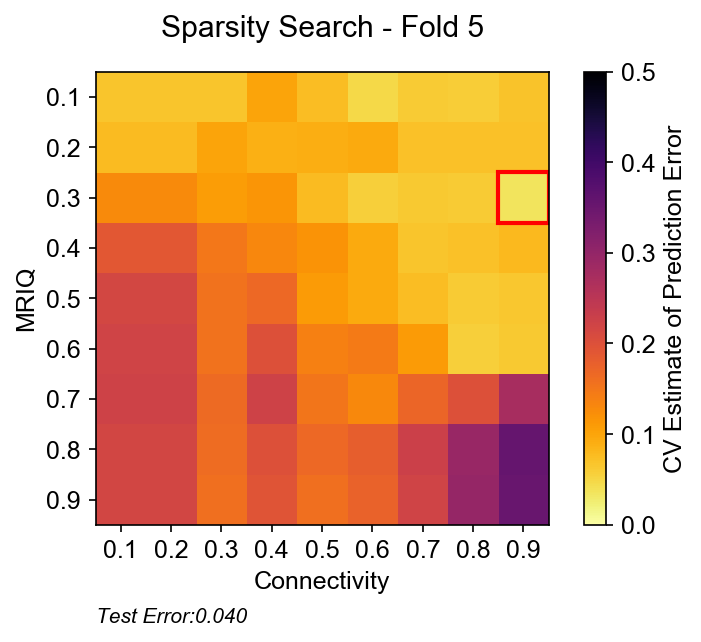 Sparsity Search - Fold 5
0.1
0.2
0.3
0.4
0.5
0.6
0.7
0.8
0.9
MRIQ
0.1 0.2 0.3 0.4 0.5 0.6 0.7 0.8 0.9
Connectivity
Test Error:0.040
0.5
0.4
0.3
0.2
0.1
0.0
CV Estimate of Prediction Error